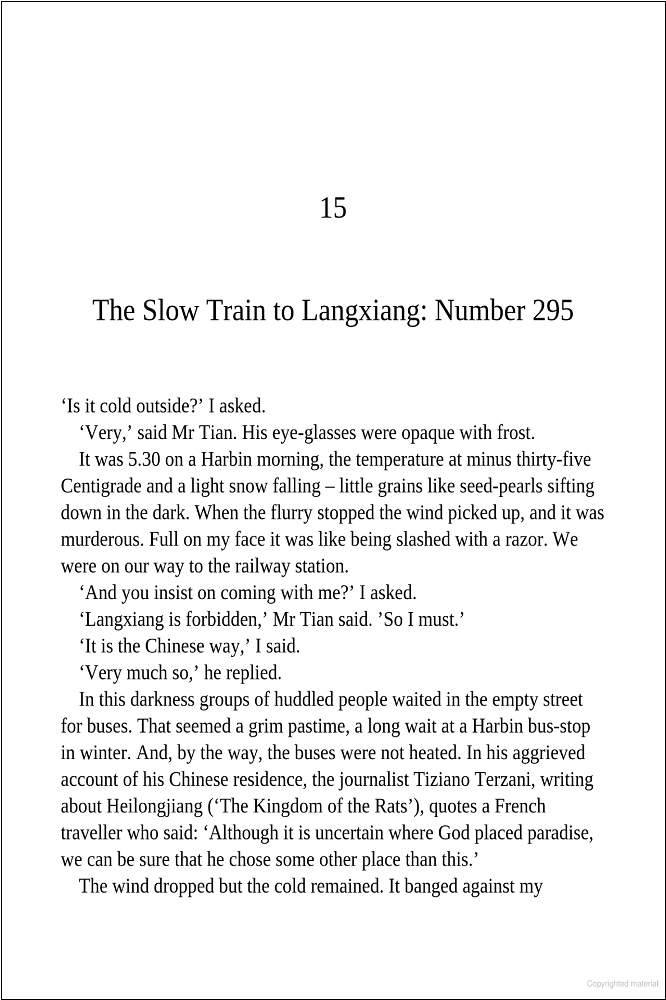 15
The Slow Train to Langxiang: Number 295
‘Is it cold outside?’ I asked.
‘Very,’ said Mr Tian. His eye-glasses were opaque with frost.
It was 5.30 on a Harbin morning, the temperature at minus thirty-five
Centigrade and a light snow falling – little grains like seed-pearls sifting
down in the dark. When the flurry stopped the wind picked up, and it was
murderous. Full on my face it was like being slashed with a razor. We
were on our way to the railway station.
‘And you insist on coming with me?’ I asked.
‘Langxiang is forbidden,’ Mr Tian said. ’So I must.’
‘It is the Chinese way,’ I said.
‘Very much so,’ he replied.
In this darkness groups of huddled people waited in the empty street
for buses. That seemed a grim pastime, a long wait at a Harbin bus-stop
in winter. And, by the way, the buses were not heated. In his aggrieved
account of his Chinese residence, the journalist Tiziano Terzani, writing
about Heilongjiang (‘The Kingdom of the Rats’), quotes a French
traveller who said: ‘Although it is uncertain where God placed paradise,
we can be sure that he chose some other place than this.’
The wind dropped but the cold remained. It banged against my
Copyrighted material